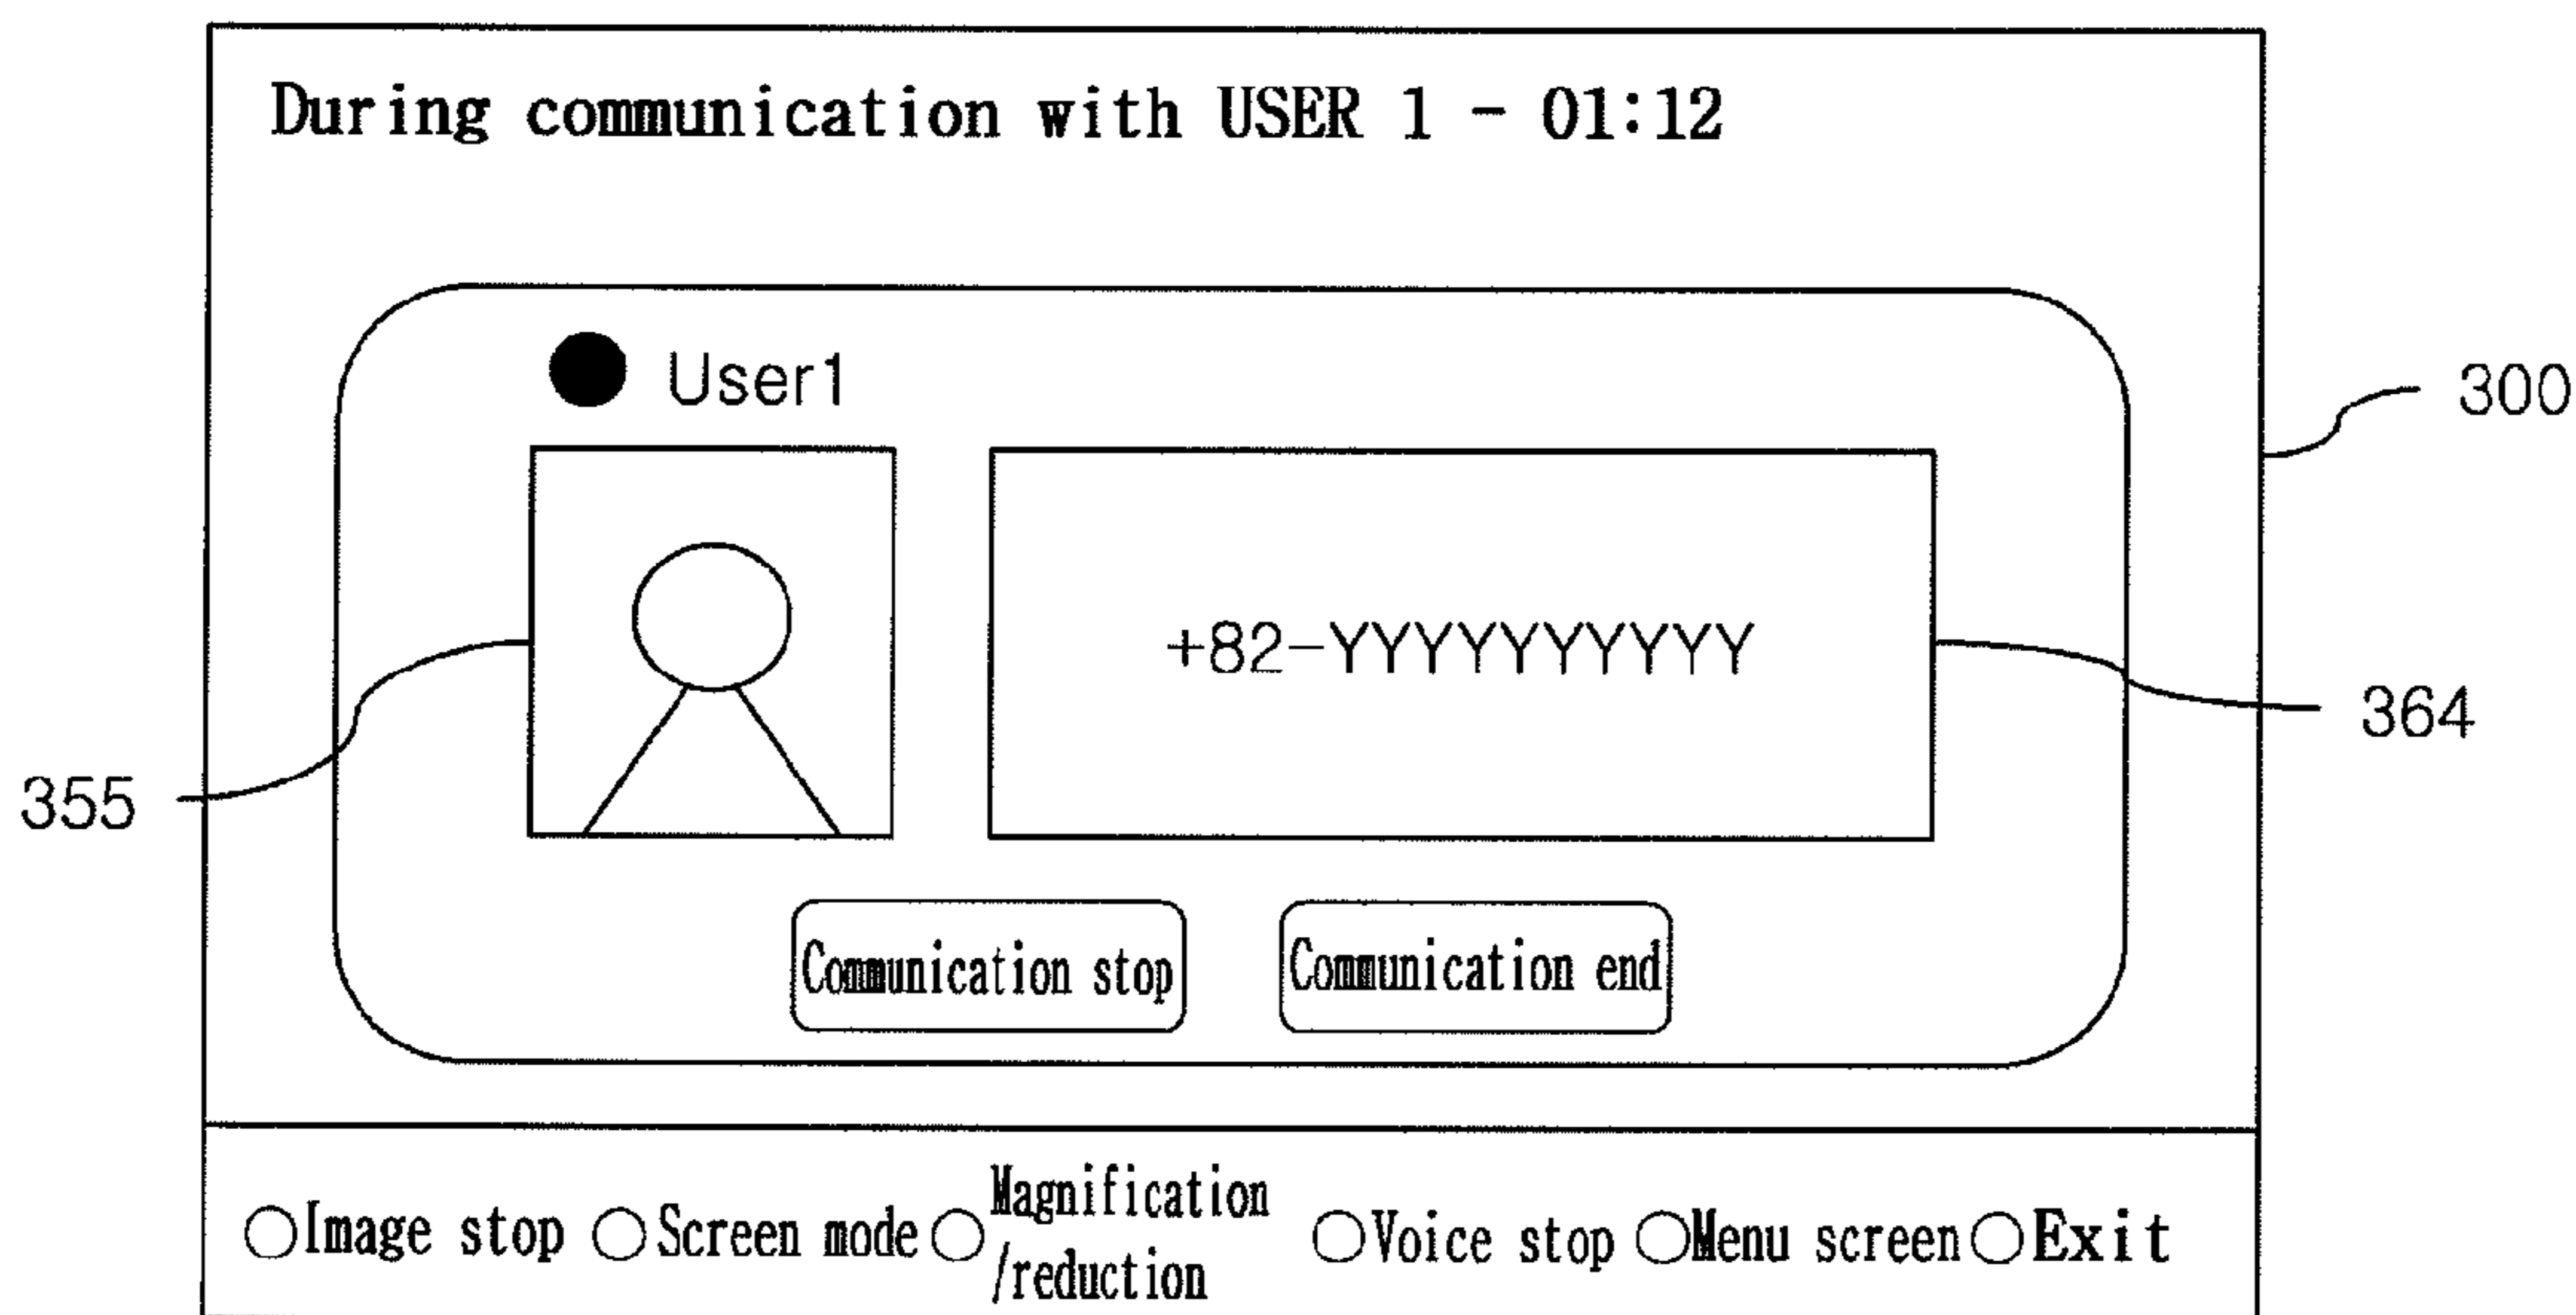 During communication with USER 1 - 01:12
User1
300
+82-YYYYYYYYYY
364
355
Communication stop
Communication end
Image stop
Screen mode
Magnification
/reduction
Voice stop
Menu screen
Exit